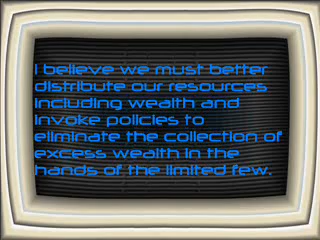 I believe we must better
distribute our resources
including wealth and
invoke policies to
eliminate the collection of
excess wealth in the
hands of the limited few.